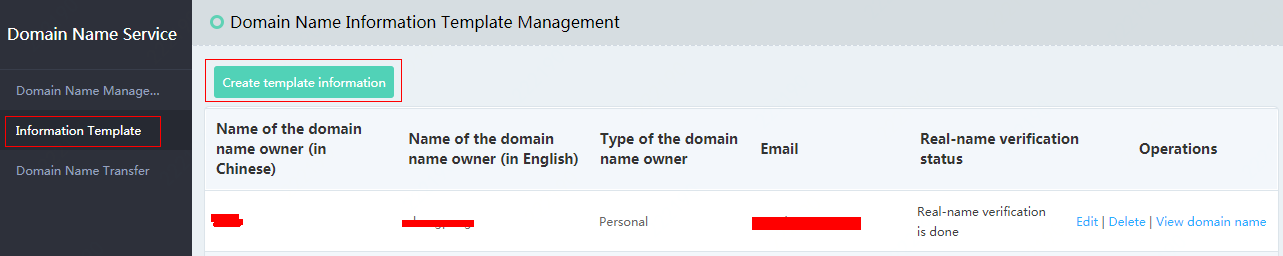 Domain Name Service
Domain Name Manage...
Information Template
Domain Name Transfer
Domain Name Information Template Management
Create template information
Name of the domain
name owner (in
Chinese)
Name of the domain
name owner (in English)
Type of the domain
name owner
Email
Real-name verification
status
Operations
Personal
Real-name verification
is done
Edit | Delete | View domain name